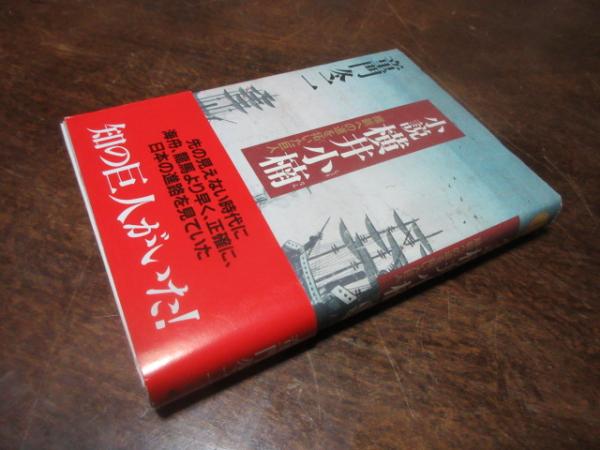 童門冬二
小説 横井小楠
維新への道を拓いた巨人
先の見えない時代に
海舟、龍馬より早く、正確に、
日本の進路を見ていた
知の巨人がいた!